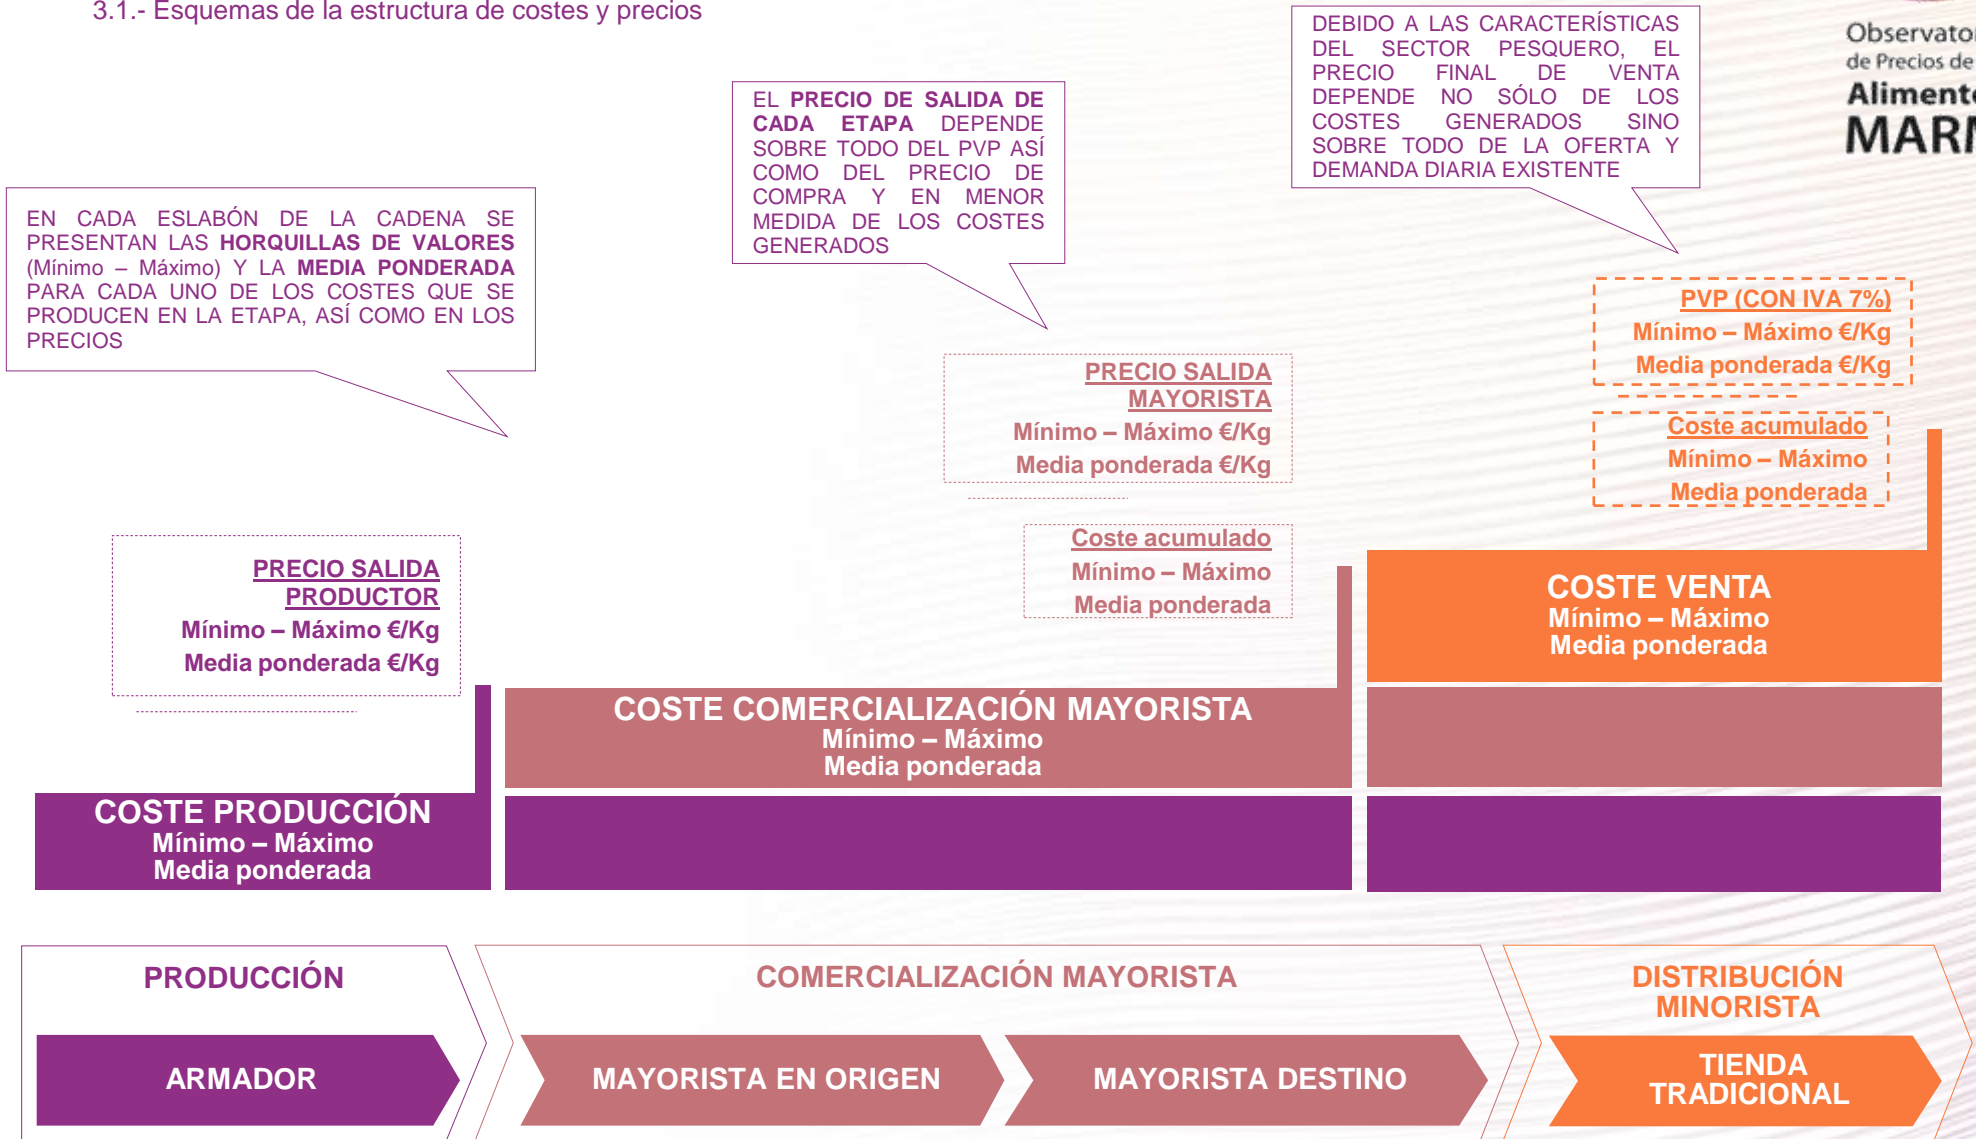 3.1.- Esquemas de la estructura de costes y precios
DEBIDO A LAS CARACTERÍSTICAS
DEL SECTOR PESQUERO, EL
PRECIO FINAL DE VENTA
DEPENDE NO SÓLO DE LOS
COSTES GENERADOS SINO
SOBRE TODO DE LA OFERTA Y
DEMANDA DIARIA EXISTENTE
de Precios de
EL PRECIO DE SALIDA DE
CADA ETAPA DEPENDE
SOBRE TODO DEL PVP ASÍ
COMO DEL PRECIO DE
COMPRA Y EN MENOR
MEDIDA DE LOS COSTES
GENERADOS
EN CADA ESLABÓN DE LA CADENA SE
PRESENTAN LAS HORQUILLAS DE VALORES
(Mínimo – Máximo) Y LA MEDIA PONDERADA
PARA CADA UNO DE LOS COSTES QUE SE
PRODUCEN EN LA ETAPA, ASÍ COMO EN LOS
PRECIOS
PVP (CON IVA 7%)
Mínimo – Máximo €/Kg
Media ponderada €/Kg
PRECIO SALIDA
MAYORISTA
Mínimo – Máximo €/Kg
Media ponderada €/Kg
Coste acumulado
Mínimo – Máximo
Media ponderada
Coste acumulado
Mínimo – Máximo
Media ponderada
PRECIO SALIDA
PRODUCTOR
Mínimo – Máximo €/Kg
Media ponderada €/Kg
COSTE VENTA
Mínimo – Máximo
Media ponderada
COSTE COMERCIALIZACIÓN MAYORISTA
Mínimo – Máximo
Media ponderada
COSTE PRODUCCIÓN
Mínimo – Máximo
Media ponderada
PRODUCCIÓN
COMERCIALIZACIÓN MAYORISTA
DISTRIBUCIÓN
MINORISTA
ARMADOR
MAYORISTA EN ORIGEN
MAYORISTA DESTINO
TIENDA
TRADICIONAL